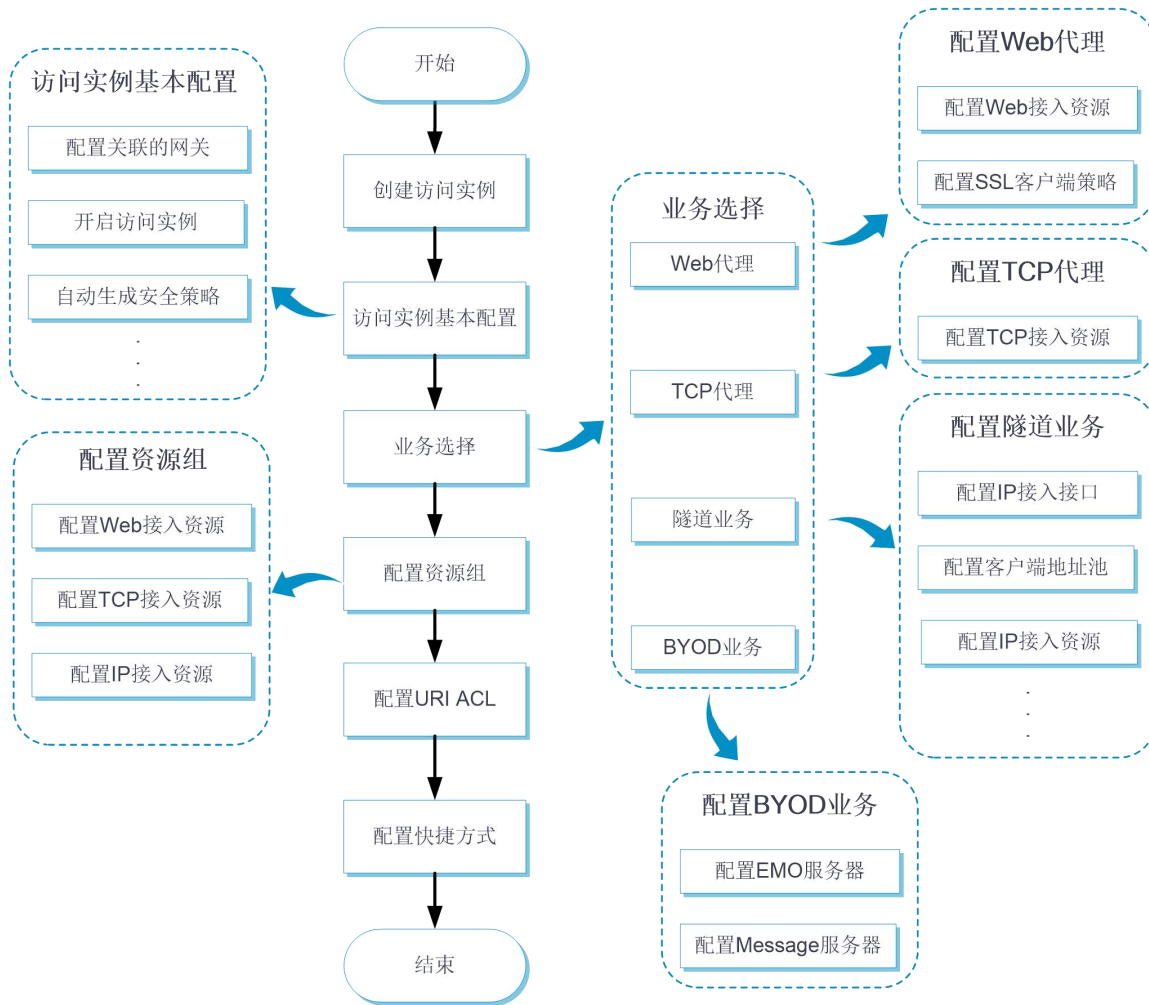 开始
创建访问实例
访问实例基本配置
业务选择
配置资源组
配置URI ACL
配置快捷方式
结束
访问实例基本配置
配置关联的网关
开启访问实例
自动生成安全策略
.
.
.
配置资源组
配置Web接入资源
配置TCP接入资源
配置IP接入资源
业务选择
Web代理
TCP代理
隧道业务
BYOD业务
配置Web代理
配置Web接入资源
配置SSL客户端策略
配置TCP代理
配置TCP接入资源
配置隧道业务
配置IP接入接口
配置客户端地址池
配置IP接入资源
.
.
.
配置BYOD业务
配置EMO服务器
配置Message服务器